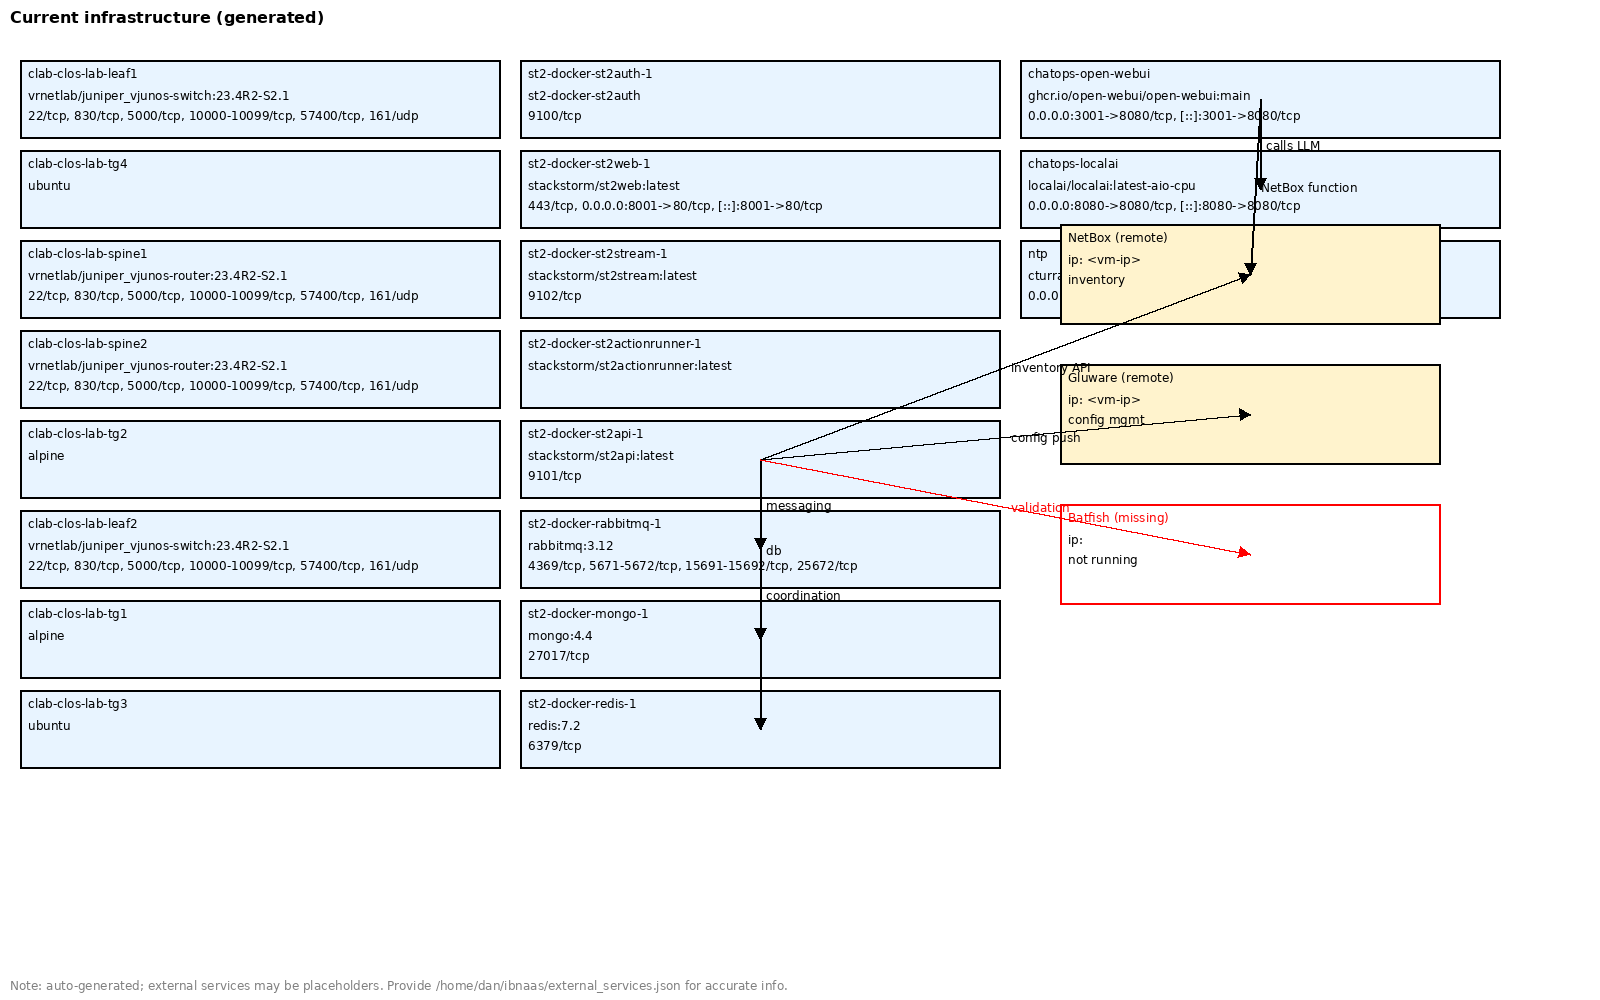 Current infrastructure (generated)
clab-clos-lab-leaf1
vrnetlab/juniper_vjunos-switch:23.4R2-S2.1
22/tcp, 830/tcp, 5000/tcp, 10000-10099/tcp, 57400/tcp, 161/udp
clab-clos-lab-tg4
ubuntu
clab-clos-lab-spine1
vrnetlab/juniper_vjunos-router:23.4R2-S2.1
22/tcp, 830/tcp, 5000/tcp, 10000-10099/tcp, 57400/tcp, 161/udp
clab-clos-lab-spine2
vrnetlab/juniper_vjunos-router:23.4R2-S2.1
22/tcp, 830/tcp, 5000/tcp, 10000-10099/tcp, 57400/tcp, 161/udp
clab-clos-lab-tg2
alpine
clab-clos-lab-leaf2
vrnetlab/juniper_vjunos-switch:23.4R2-S2.1
22/tcp, 830/tcp, 5000/tcp, 10000-10099/tcp, 57400/tcp, 161/udp
clab-clos-lab-tg1
alpine
clab-clos-lab-tg3
ubuntu
st2-docker-st2auth-1
st2-docker-st2auth
9100/tcp
st2-docker-st2web-1
stackstorm/st2web:latest
443/tcp, 0.0.0.0:8001->80/tcp, [::]:8001->80/tcp
st2-docker-st2stream-1
stackstorm/st2stream:latest
9102/tcp
st2-docker-st2actionrunner-1
stackstorm/st2actionrunner:latest
st2-docker-st2api-1
stackstorm/st2api:latest
9101/tcp
messaging
st2-docker-rabbitmq-1
rabbitmq:3.12
db
4369/tcp, 5671-5672/tcp, 15691-15692/tcp, 25672/tcp
coordination
st2-docker-mongo-1
mongo:4.4
27017/tcp
st2-docker-redis-1
redis:7.2
6379/tcp
chatops-open-webui
ghcr.io/open-webui/open-webui:main
0.0.0.0:3001->8080/tcp, [::]:3001->8080/tcp
calls LLM
chatops-localai
localai/localai:latest-aio-cpu
NetBox function
0.0.0.0:8080->8080/tcp, [::]:8080->8080/tcp
ntp
NetBox (remote)
ip: <vm-ip>
inventory
inventory API
Gluware (remote)
ip: <vm-ip>
config mgmt
config push
validation
Batfish (missing)
ip:
not running
Note: auto-generated; external services may be placeholders. Provide /home/dan/ibnaas/external_services.json for accurate info.